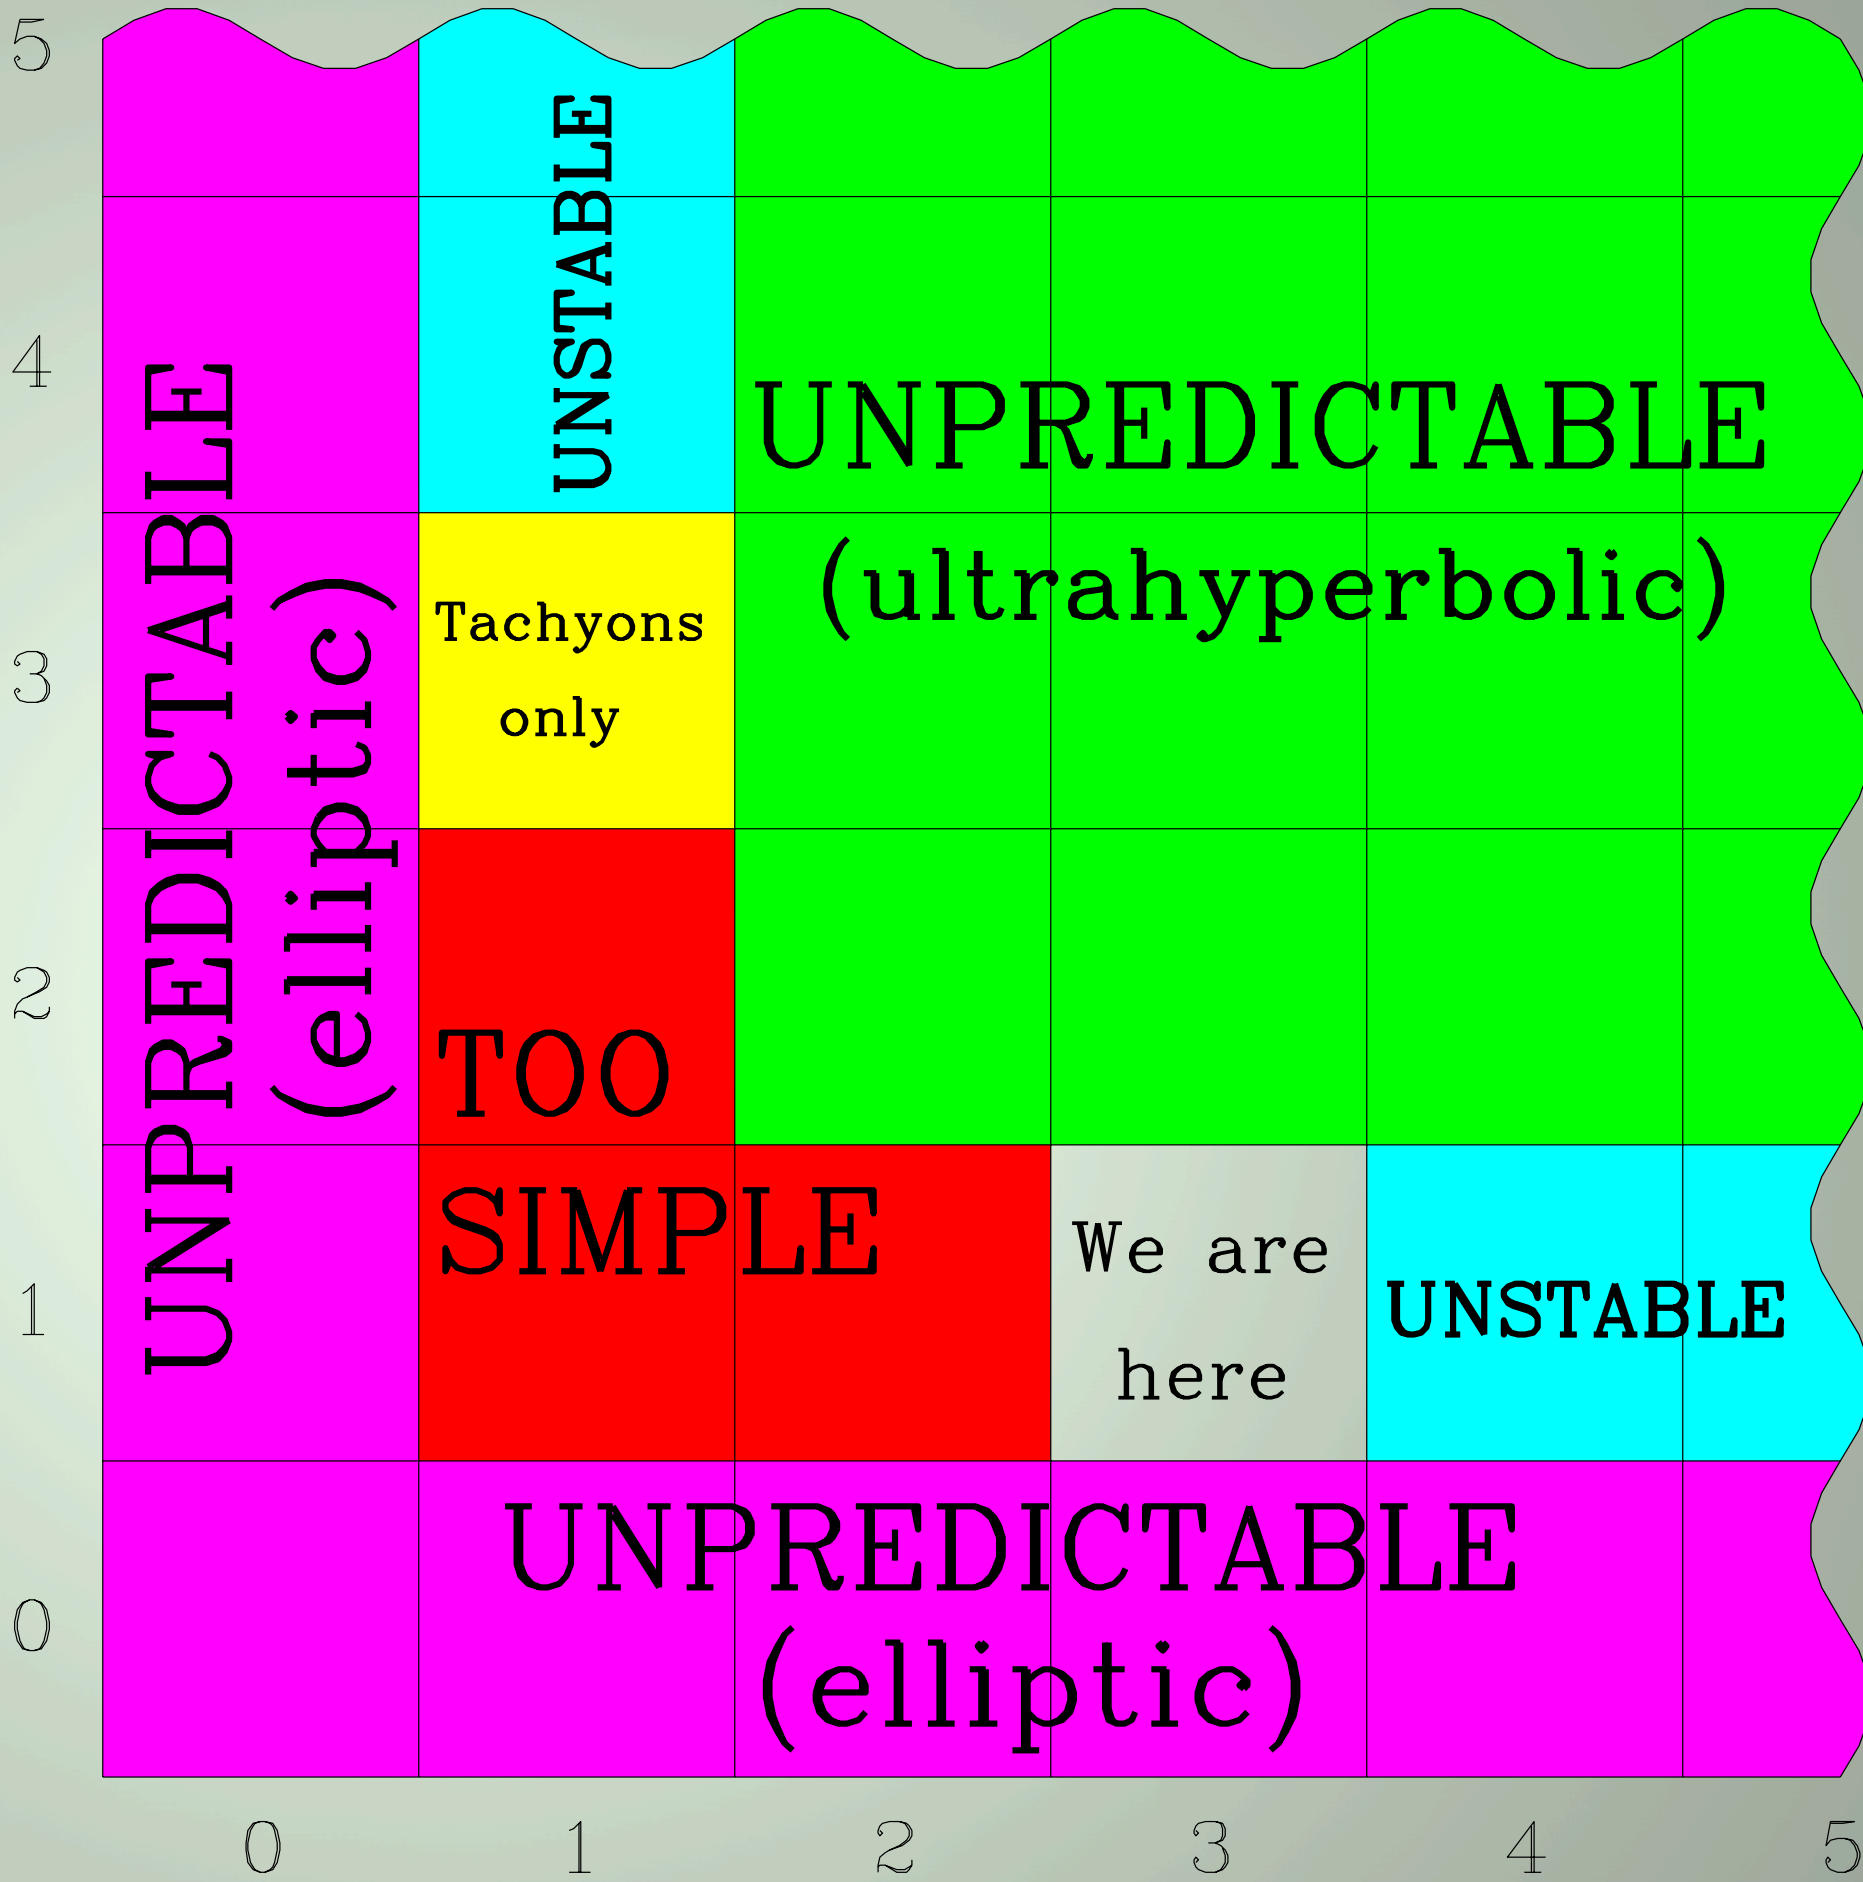 5
4
3
2
1
0
UNPREDICTABLE
(elliptic)
UNSTABLE
UNPREDICTABLE
(ultrahyperbolic)
Tachyons
only
TOO
SIMPLE
We are
here
UNSTABLE
UNPREDICTABLE
(elliptic)
0 1 2 3 4 5